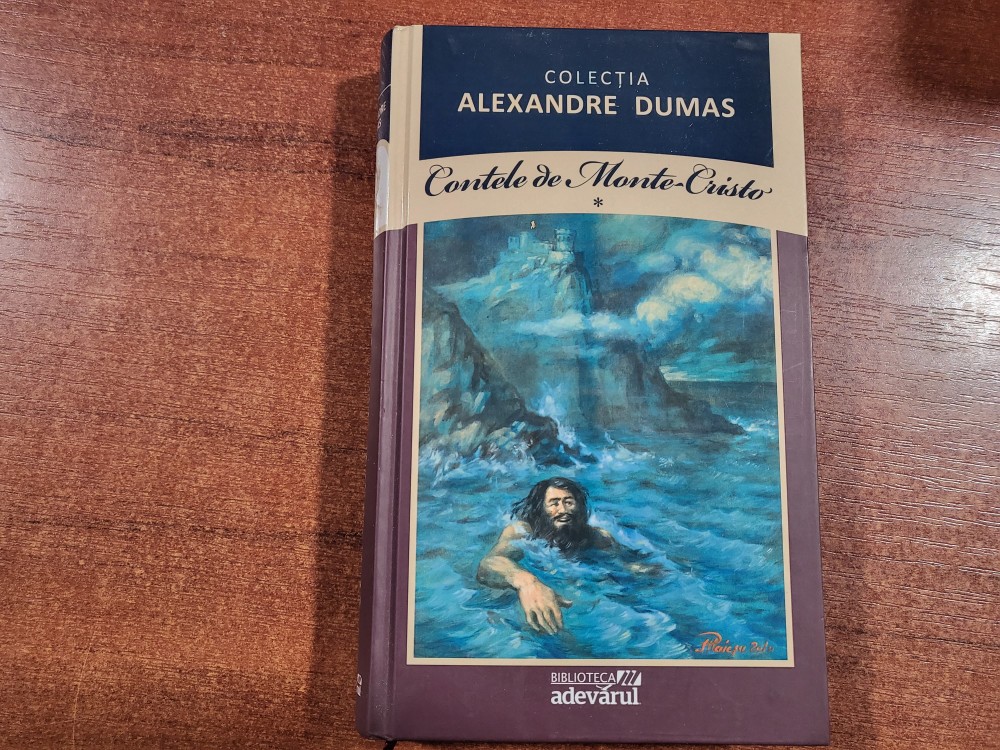 COLECȚIA
ALEXANDRE DUMAS
Contele de Monte-Cristo
*
BIBLIOTECA
adevărul